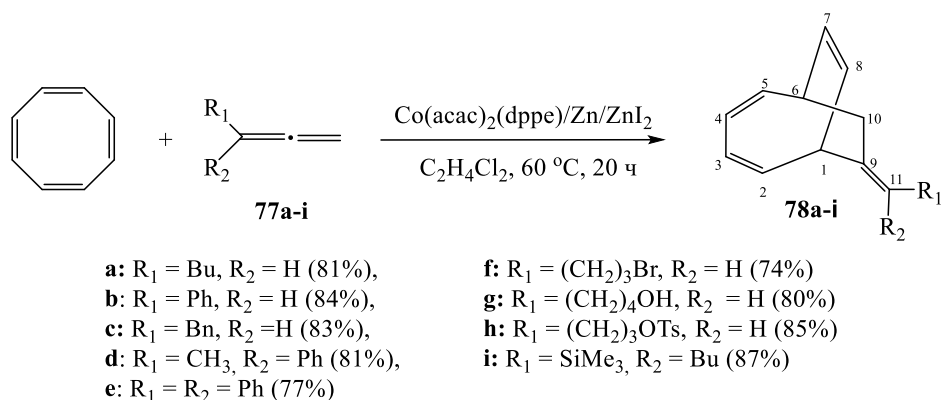 R1
R2
+
Co(acac)2(dppe)/Zn/ZnI2
C2H4Cl2, 60 °C, 20 ч
77a-i
7
8
5
6
4
10
3
1
9
2
11
R1
R2
78a-i
a: R1 = Bu, R2 = H (81%),
b: R1 = Ph, R2 = H (84%),
c: R1 = Bn, R2 =H (83%),
d: R1 = CH3, R2 = Ph (81%),
e: R1 = R2 = Ph (77%)
f: R1 = (CH2)3Br, R2 = H (74%)
g: R1 = (CH2)4OH, R2 = H (80%)
h: R1 = (CH2)3OTs, R2 = H (85%)
i: R1 = SiMe3, R2 = Bu (87%)